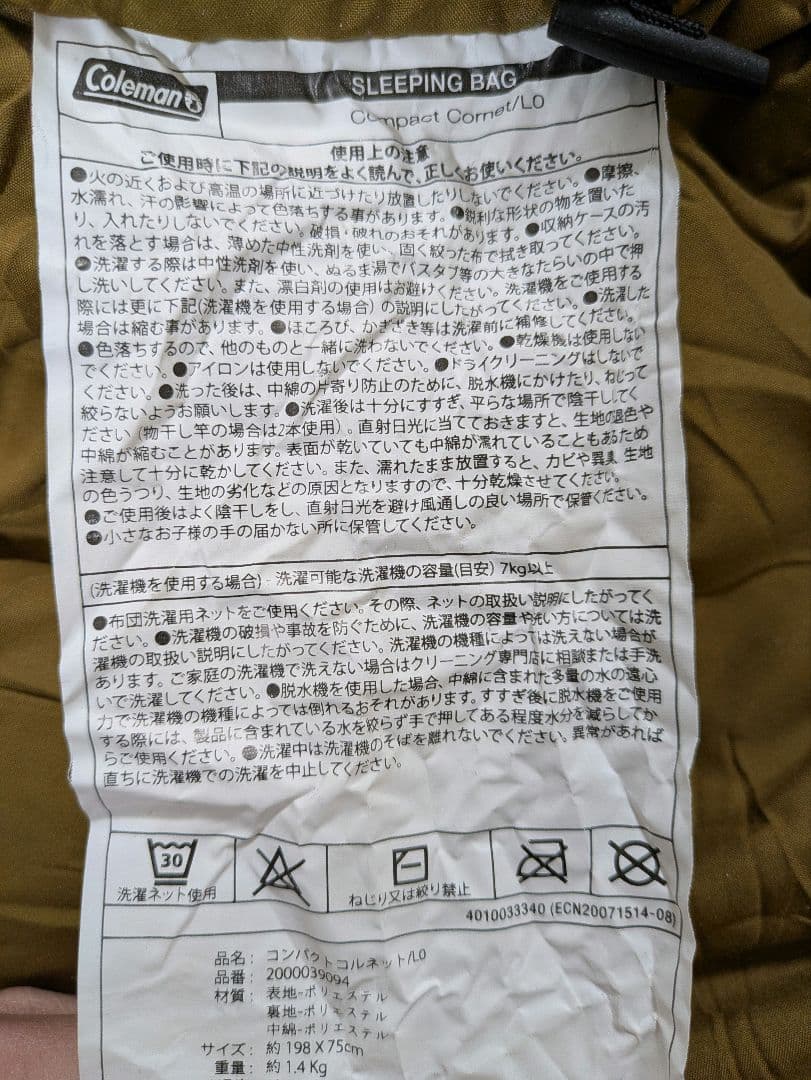 Coleman
SLEEPING BAG
Compact Cornet/L0
使用上の注意
ご使用時に下記の説明をよく読んで、正しくお使いください。
●火の近くおよび高温の場所に近づけたり放置したりしないでください。●摩擦、
水濡れ、汗の影響によって色落ちする事があります。●鋭利な形状の物を置いた
り、入れたりしないでください。破損・破れのおそれがあります。●収納ケースの汚
れを落とす場合は、薄めた中性洗剤を使い、固く絞った布で拭き取ってください。
●洗濯する際は中性洗剤を使い、ぬるま湯でバスタブ等の大きなたらいの中で押
し洗いしてください。また、漂白剤の使用はお避けください。洗濯機をご使用する
際には更に下記(洗濯機を使用する場合)の説明にしたがってください。●洗濯した
場合は縮む事があります。●ほころび、かぎざき等は洗濯前に補修してください。
●色落ちするので、他のものと一緒に洗わないでください。●乾燥機は使用しない
でください。●アイロンは使用しないでください。●ドライクリーニングはしないで
ください。●洗った後は、中綿の片寄り防止のために、脱水機にかけたり、ねじって
絞らないようお願いします。●洗濯後は十分にすすぎ、平らな場所で陰干してく
ださい(物干し竿の場合は2本使用)。直射日光に当てておきますと、生地の退色や
中綿が縮むことがあります。表面が乾いていても中綿が濡れていることもあるため
注意して十分に乾かしてください。また、濡れたまま放置すると、カビや異臭、生地
の色うつり、生地の劣化などの原因となりますので、十分乾燥させてください。
●ご使用後はよく陰干しをし、直射日光を避け風通しの良い場所で保管ください。
●小さなお子様の手の届かない所に保管してください。
(洗濯機を使用する場合) - 洗濯可能な洗濯機の容量(目安) 7kg以上
●布団洗濯用ネットをご使用ください。その際、ネットの取扱い説明にしたがってく
ださい。●洗濯機の破損や事故を防ぐために、洗濯機の容量や洗い方については洗
濯機の取扱い説明にしたがってください。洗濯機の機種によっては洗えない場合が
あります。ご家庭の洗濯機で洗えない場合はクリーニング専門店に相談または手洗
いで洗濯してください。●脱水機を使用した場合、中綿に含まれた多量の水の遠心
力で洗濯機の機種によっては倒れるおそれがあります。すすぎ後に脱水機をご使用
する際には、製品に含まれている水を絞らず手で押してある程度水分を減らしてか
らご使用ください。●洗濯中は洗濯機のそばを離れないでください。異常があれば
直ちに洗濯機での洗濯を中止してください。
30
洗濯ネット使用
ねじり又は絞り禁止
4010033340 (ECN20071514-08)
品名: コンパクトコルネット/L0
品番: 2000039094
材質: 表地-ポリエステル
裏地-ポリエステル
中綿-ポリエステル
サイズ: 約 198 X 75cm
重量: 約 1.4 Kg